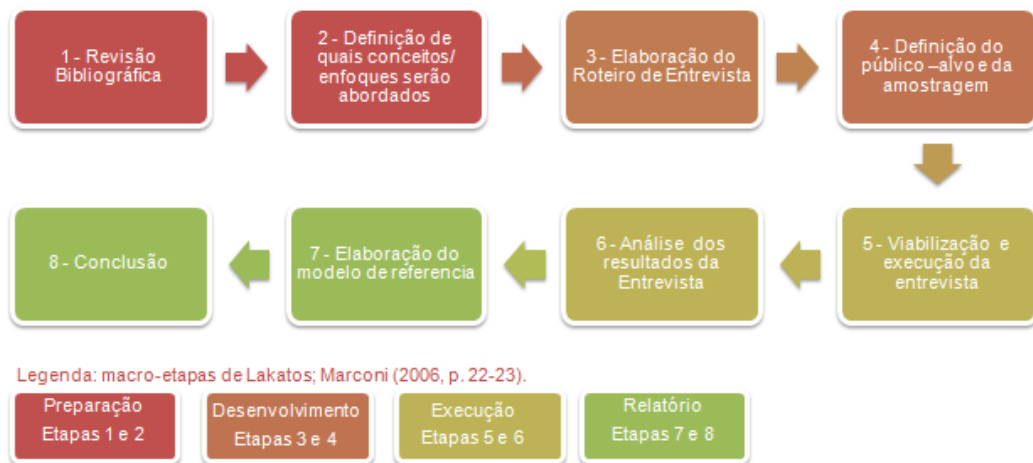 1 - Revisão
Bibliográfica
2 - Definição de
quais conceitos/
enfoques serão
abordados
3 - Elaboração do
Roteiro de Entrevista
4 - Definição do
público –alvo e da
amostragem
5 - Viabilização e
execução da
entrevista
6 - Análise dos
resultados da
Entrevista
7 - Elaboração do
modelo de referencia
8 - Conclusão
Legenda: macro-etapas de Lakatos; Marconi (2006, p. 22-23).
Preparação
Etapas 1 e 2
Desenvolvimento
Etapas 3 e 4
Execução
Etapas 5 e 6
Relatório
Etapas 7 e 8